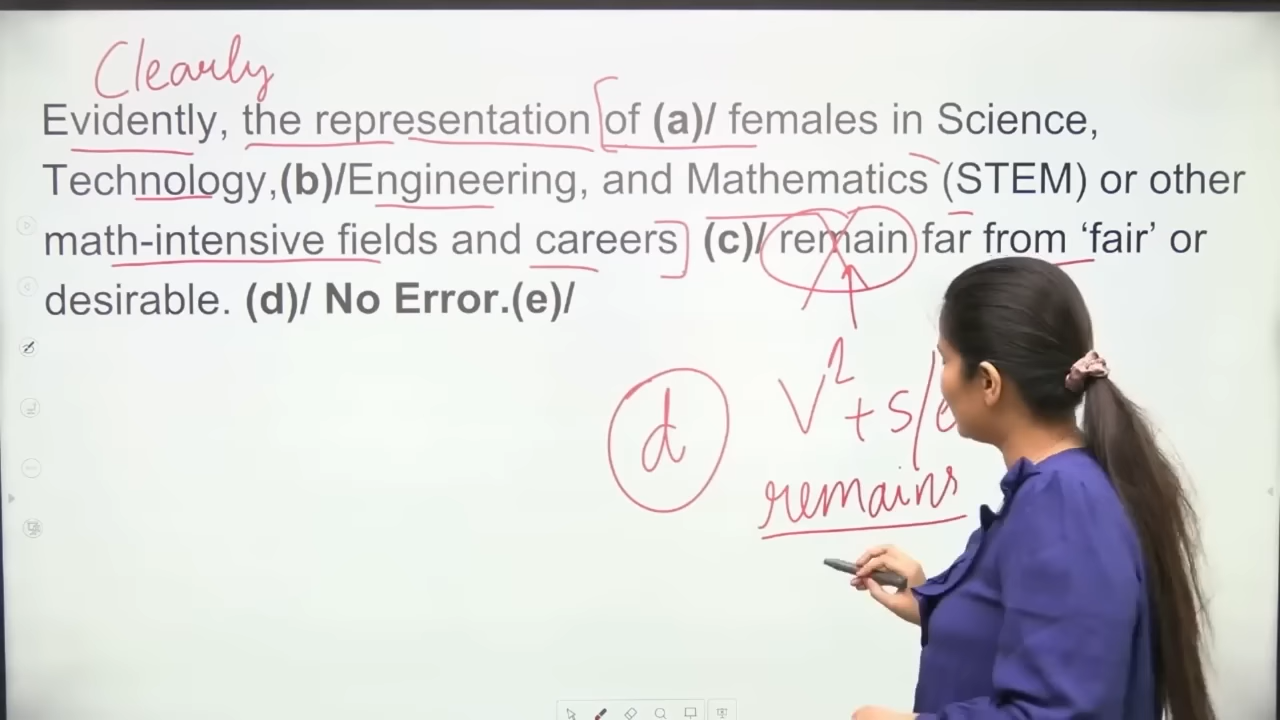 Clearly
Evidently, the representation of (a)/ females in Science,
Technology,(b)/Engineering, and Mathematics (STEM) or other
math-intensive fields and careers (c)/ remain far from ‘fair’ or
desirable. (d)/ No Error.(e)/
d
V² + s/e
remains